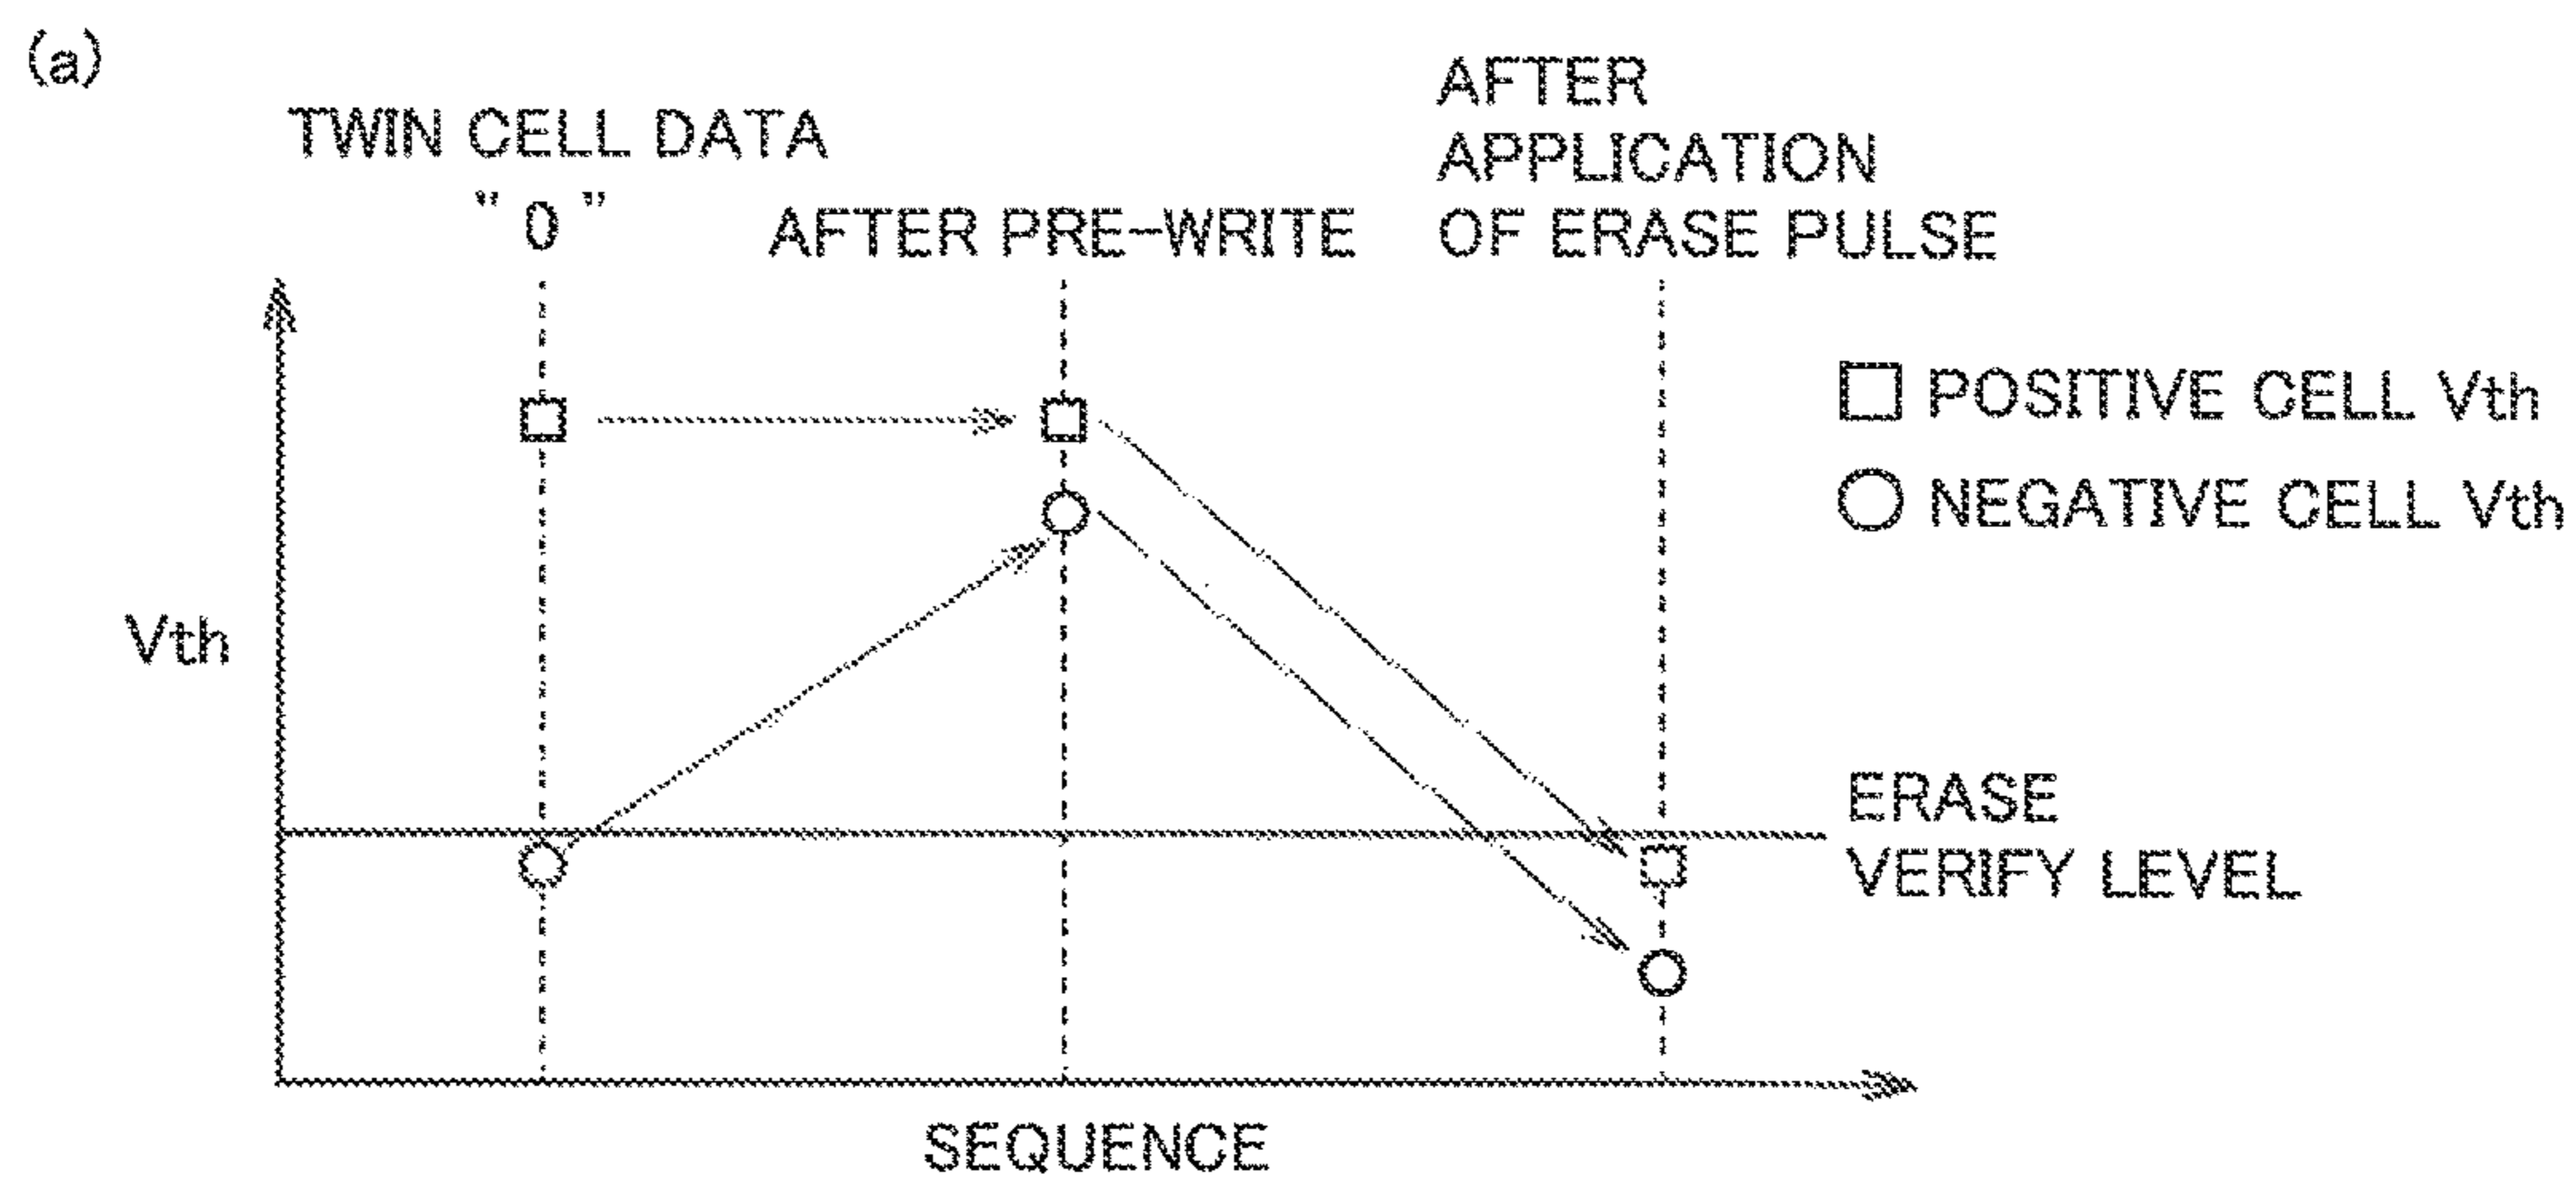 (a)
TWIN CELL DATA
" 0 "
AFTER PRE-WRITE
AFTER
APPLICATION
OF ERASE PULSE
POSITIVE CELL Vth
NEGATIVE CELL Vth
Vth
ERASE
VERIFY LEVEL
SEQUENCE